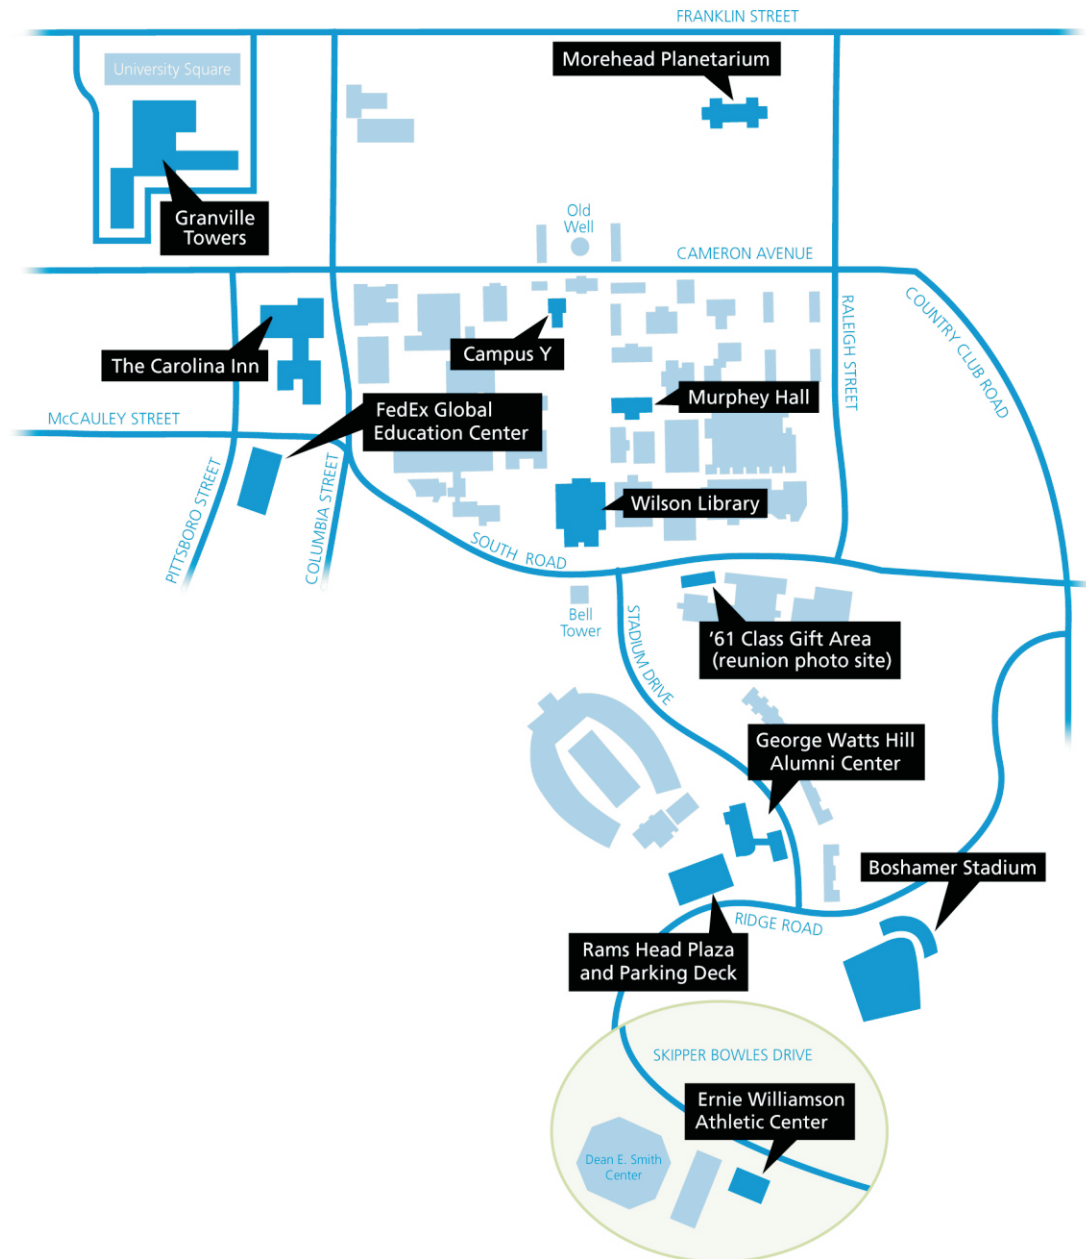 FRANKLIN STREET
Morehead Planetarium
University Square
Granville
Towers
Old
Well
CAMERON AVENUE
COUNTRY CLUB ROAD
RALEIGH STREET
Campus Y
The Carolina Inn
Murphey Hall
FedEx Global
Education Center
McCAULEY STREET
PITTSBORO STREET
COLUMBIA STREET
Wilson Library
SOUTH ROAD
Bell
Tower
STADIUM DRIVE
'61 Class Gift Area
(reunion photo site)
George Watts Hill
Alumni Center
Boshamer Stadium
RIDGE ROAD
Rams Head Plaza
and Parking Deck
SKIPPER BOWLES DRIVE
Ernie Williamson
Athletic Center
Dean E. Smith
Center